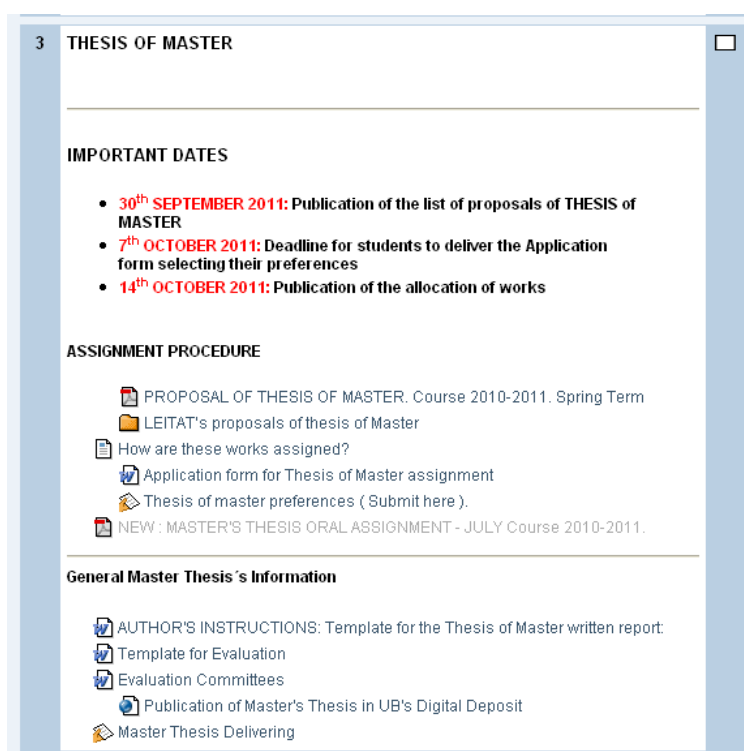 3 THESIS OF MASTER
IMPORTANT DATES
• 30th SEPTEMBER 2011: Publication of the list of proposals of THESIS of
MASTER
• 7th OCTOBER 2011: Deadline for students to deliver the Application
form selecting their preferences
• 14th OCTOBER 2011: Publication of the allocation of works
ASSIGNMENT PROCEDURE
PROPOSAL OF THESIS OF MASTER. Course 2010-2011. Spring Term
LEITAT's proposals of thesis of Master
How are these works assigned?
Application form for Thesis of Master assignment
Thesis of master preferences ( Submit here ).
NEW : MASTER'S THESIS ORAL ASSIGNMENT - JULY Course 2010-2011.
General Master Thesis´s Information
AUTHOR'S INSTRUCTIONS: Template for the Thesis of Master written report:
Template for Evaluation
Evaluation Committees
Publication of Master's Thesis in UB's Digital Deposit
Master Thesis Delivering